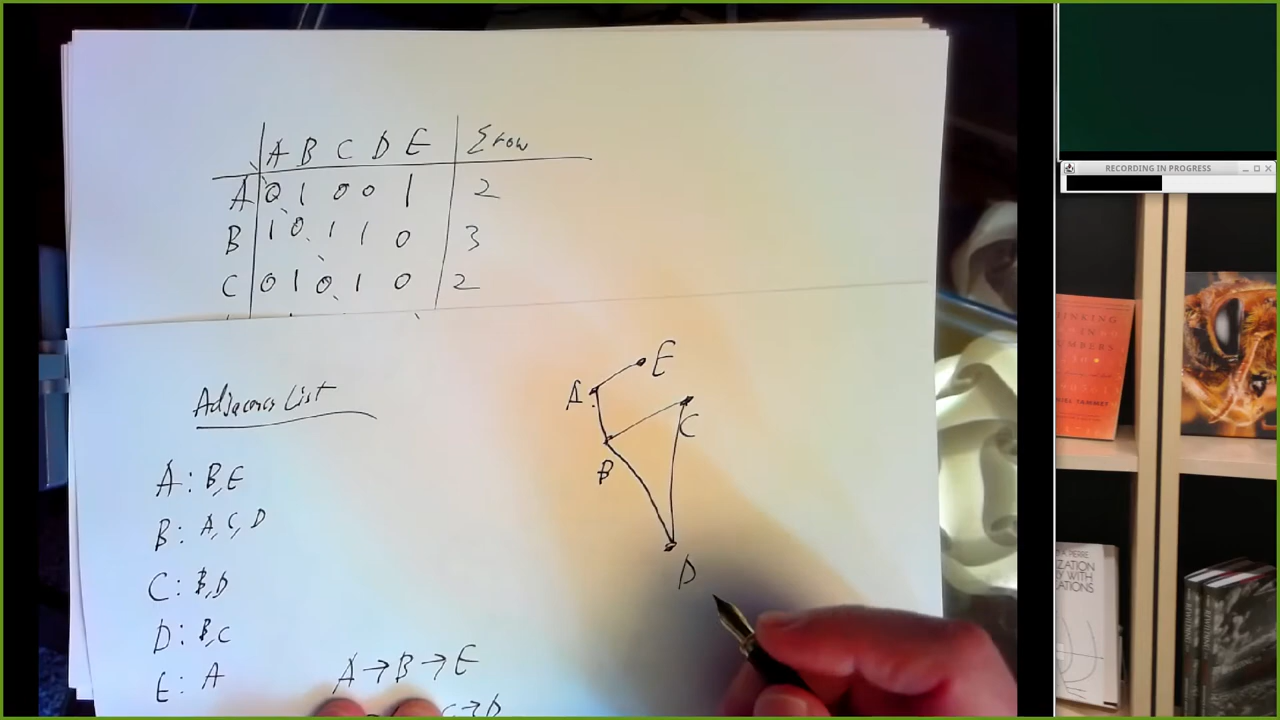 A B C D E Σrow
A 0 1 0 0 1 2
B 1 0 1 1 0 3
C 0 1 0 1 0 2
Adjacency List
A: B, E
B: A, C, D
C: B, D
D: B, C
E: A
A → B → E
C → D
E
A
C
B
D
RECORDING IN PROGRESS